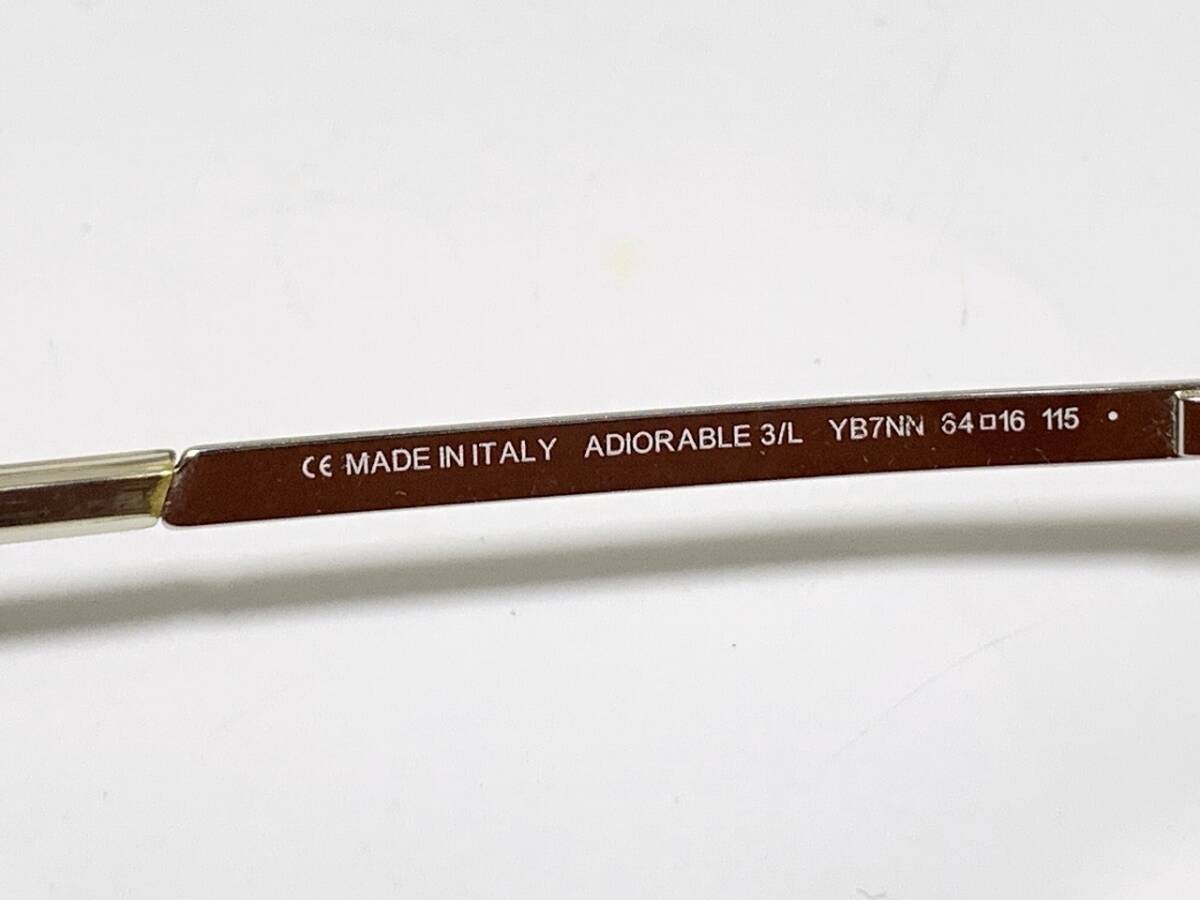 CE MADE IN ITALY ADIORABLE 3/L YB7NN 64□16 115 •